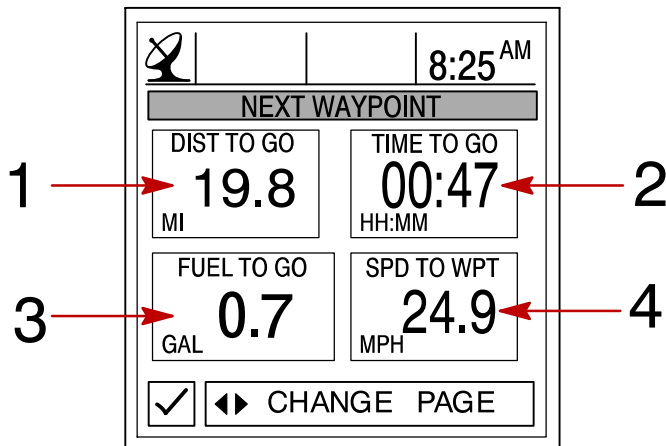 8:25 AM
NEXT WAYPOINT
DIST TO GO
19.8
MI
TIME TO GO
00:47
HH:MM
1
2
FUEL TO GO
0.7
GAL
SPD TO WPT
24.9
MPH
3
4
CHANGE PAGE